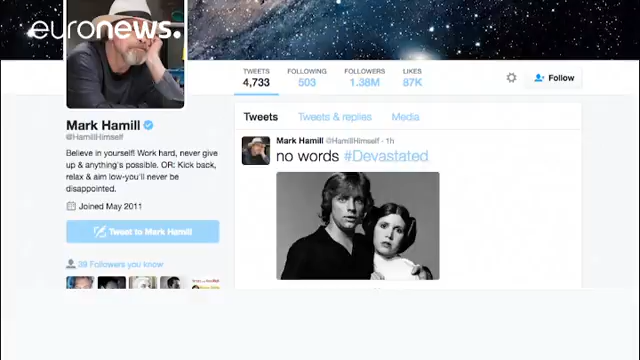 euronews.
TWEETS FOLLOWING FOLLOWERS LIKES
4,733 503 1.38M 87K
Follow
Mark Hamill
@HamillHimself
Believe in yourself! Work hard, never give
up & anything's possible. OR: Kick back,
relax & aim low-you'll never be
disappointed.
Joined May 2011
Tweet to Mark Hamill
39 Followers you know
Tweets Tweets & replies Media
Mark Hamill @HamillHimself · 1h
no words #Devastated